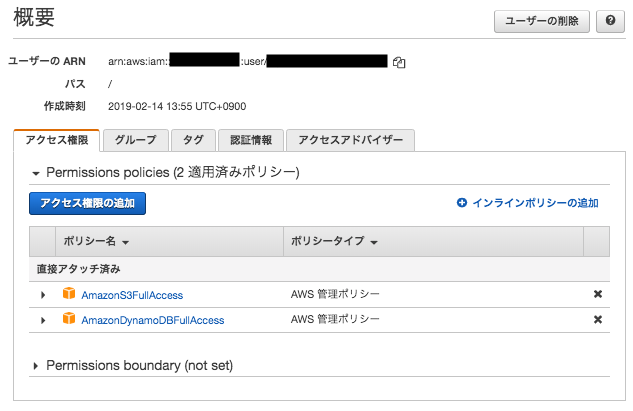 概要
ユーザーの削除
?
ユーザーの ARN arn:aws:iam:: :user/
パス /
作成時刻 2019-02-14 13:55 UTC+0900
アクセス権限 グループ タグ 認証情報 アクセスアドバイザー
Permissions policies (2 適用済みポリシー)
アクセス権限の追加
インラインポリシーの追加
ポリシー名 ポリシータイプ
直接アタッチ済み
AmazonS3FullAccess AWS 管理ポリシー
AmazonDynamoDBFullAccess AWS 管理ポリシー
Permissions boundary (not set)